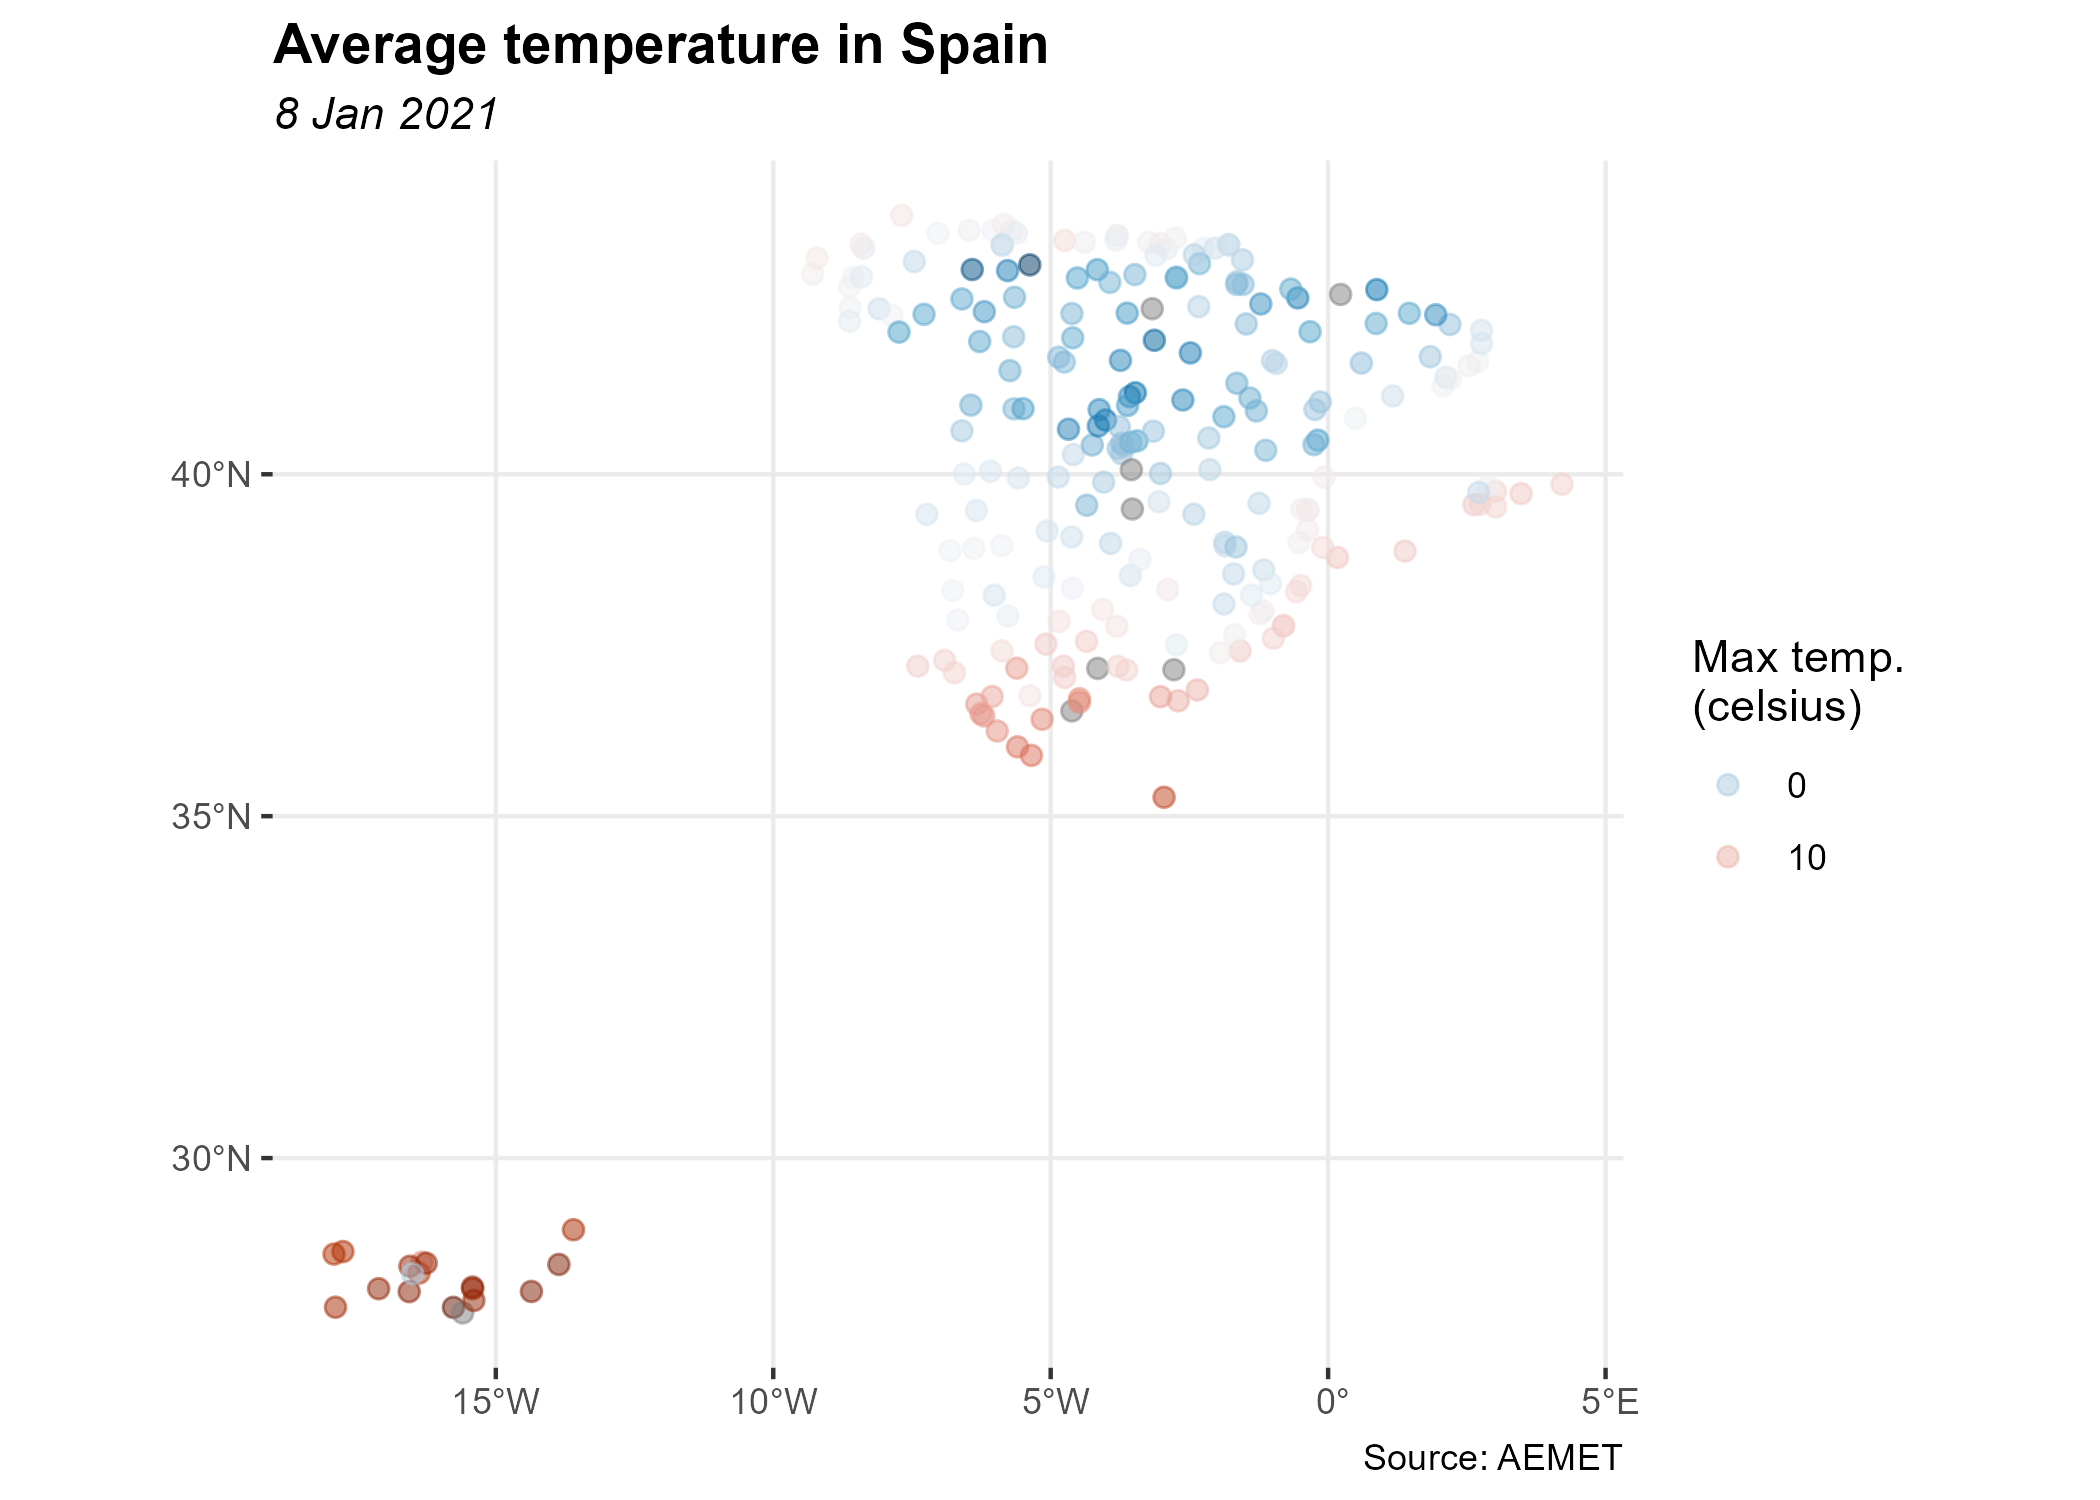 Average temperature in Spain
8 Jan 2021
40°N
35°N
30°N
15°W
10°W
5°W
0°
5°E
Max temp.
(celsius)
0
10
Source: AEMET